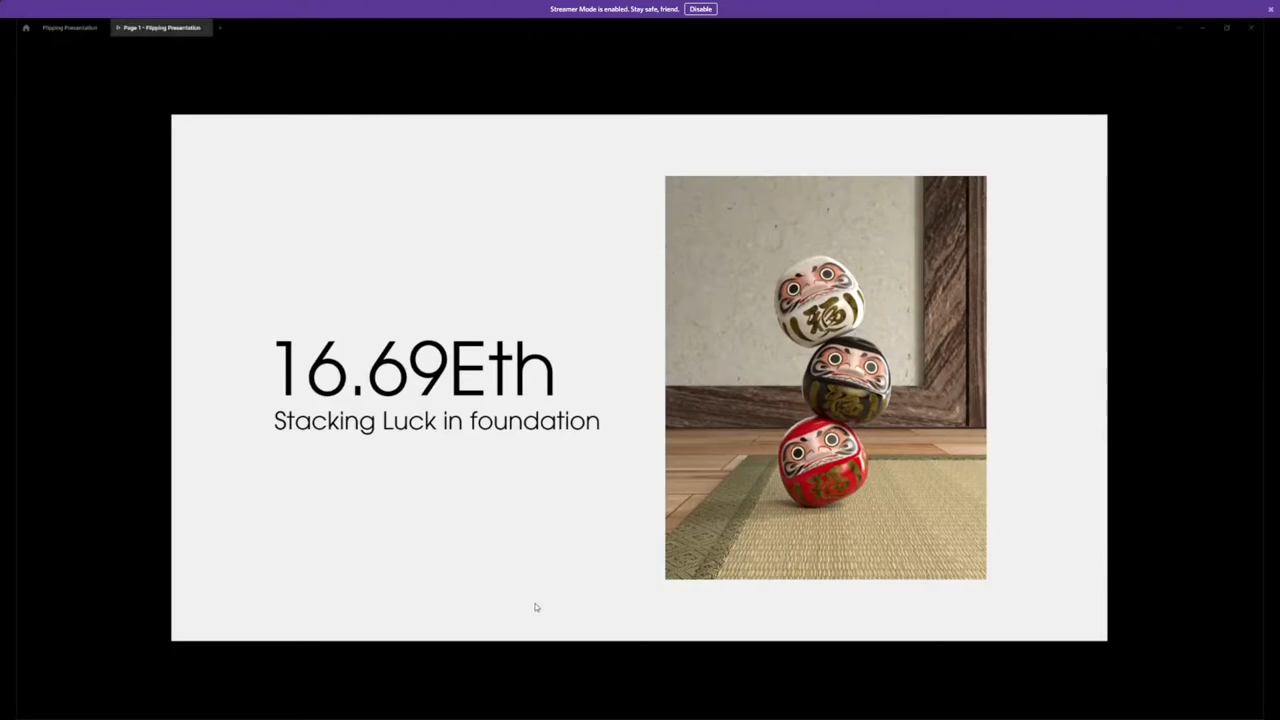 Streamer Mode is enabled. Stay safe, friend. Disable
Flipping Presentation
Page 1 - Flipping Presentation
16.69Eth
Stacking Luck in foundation
福